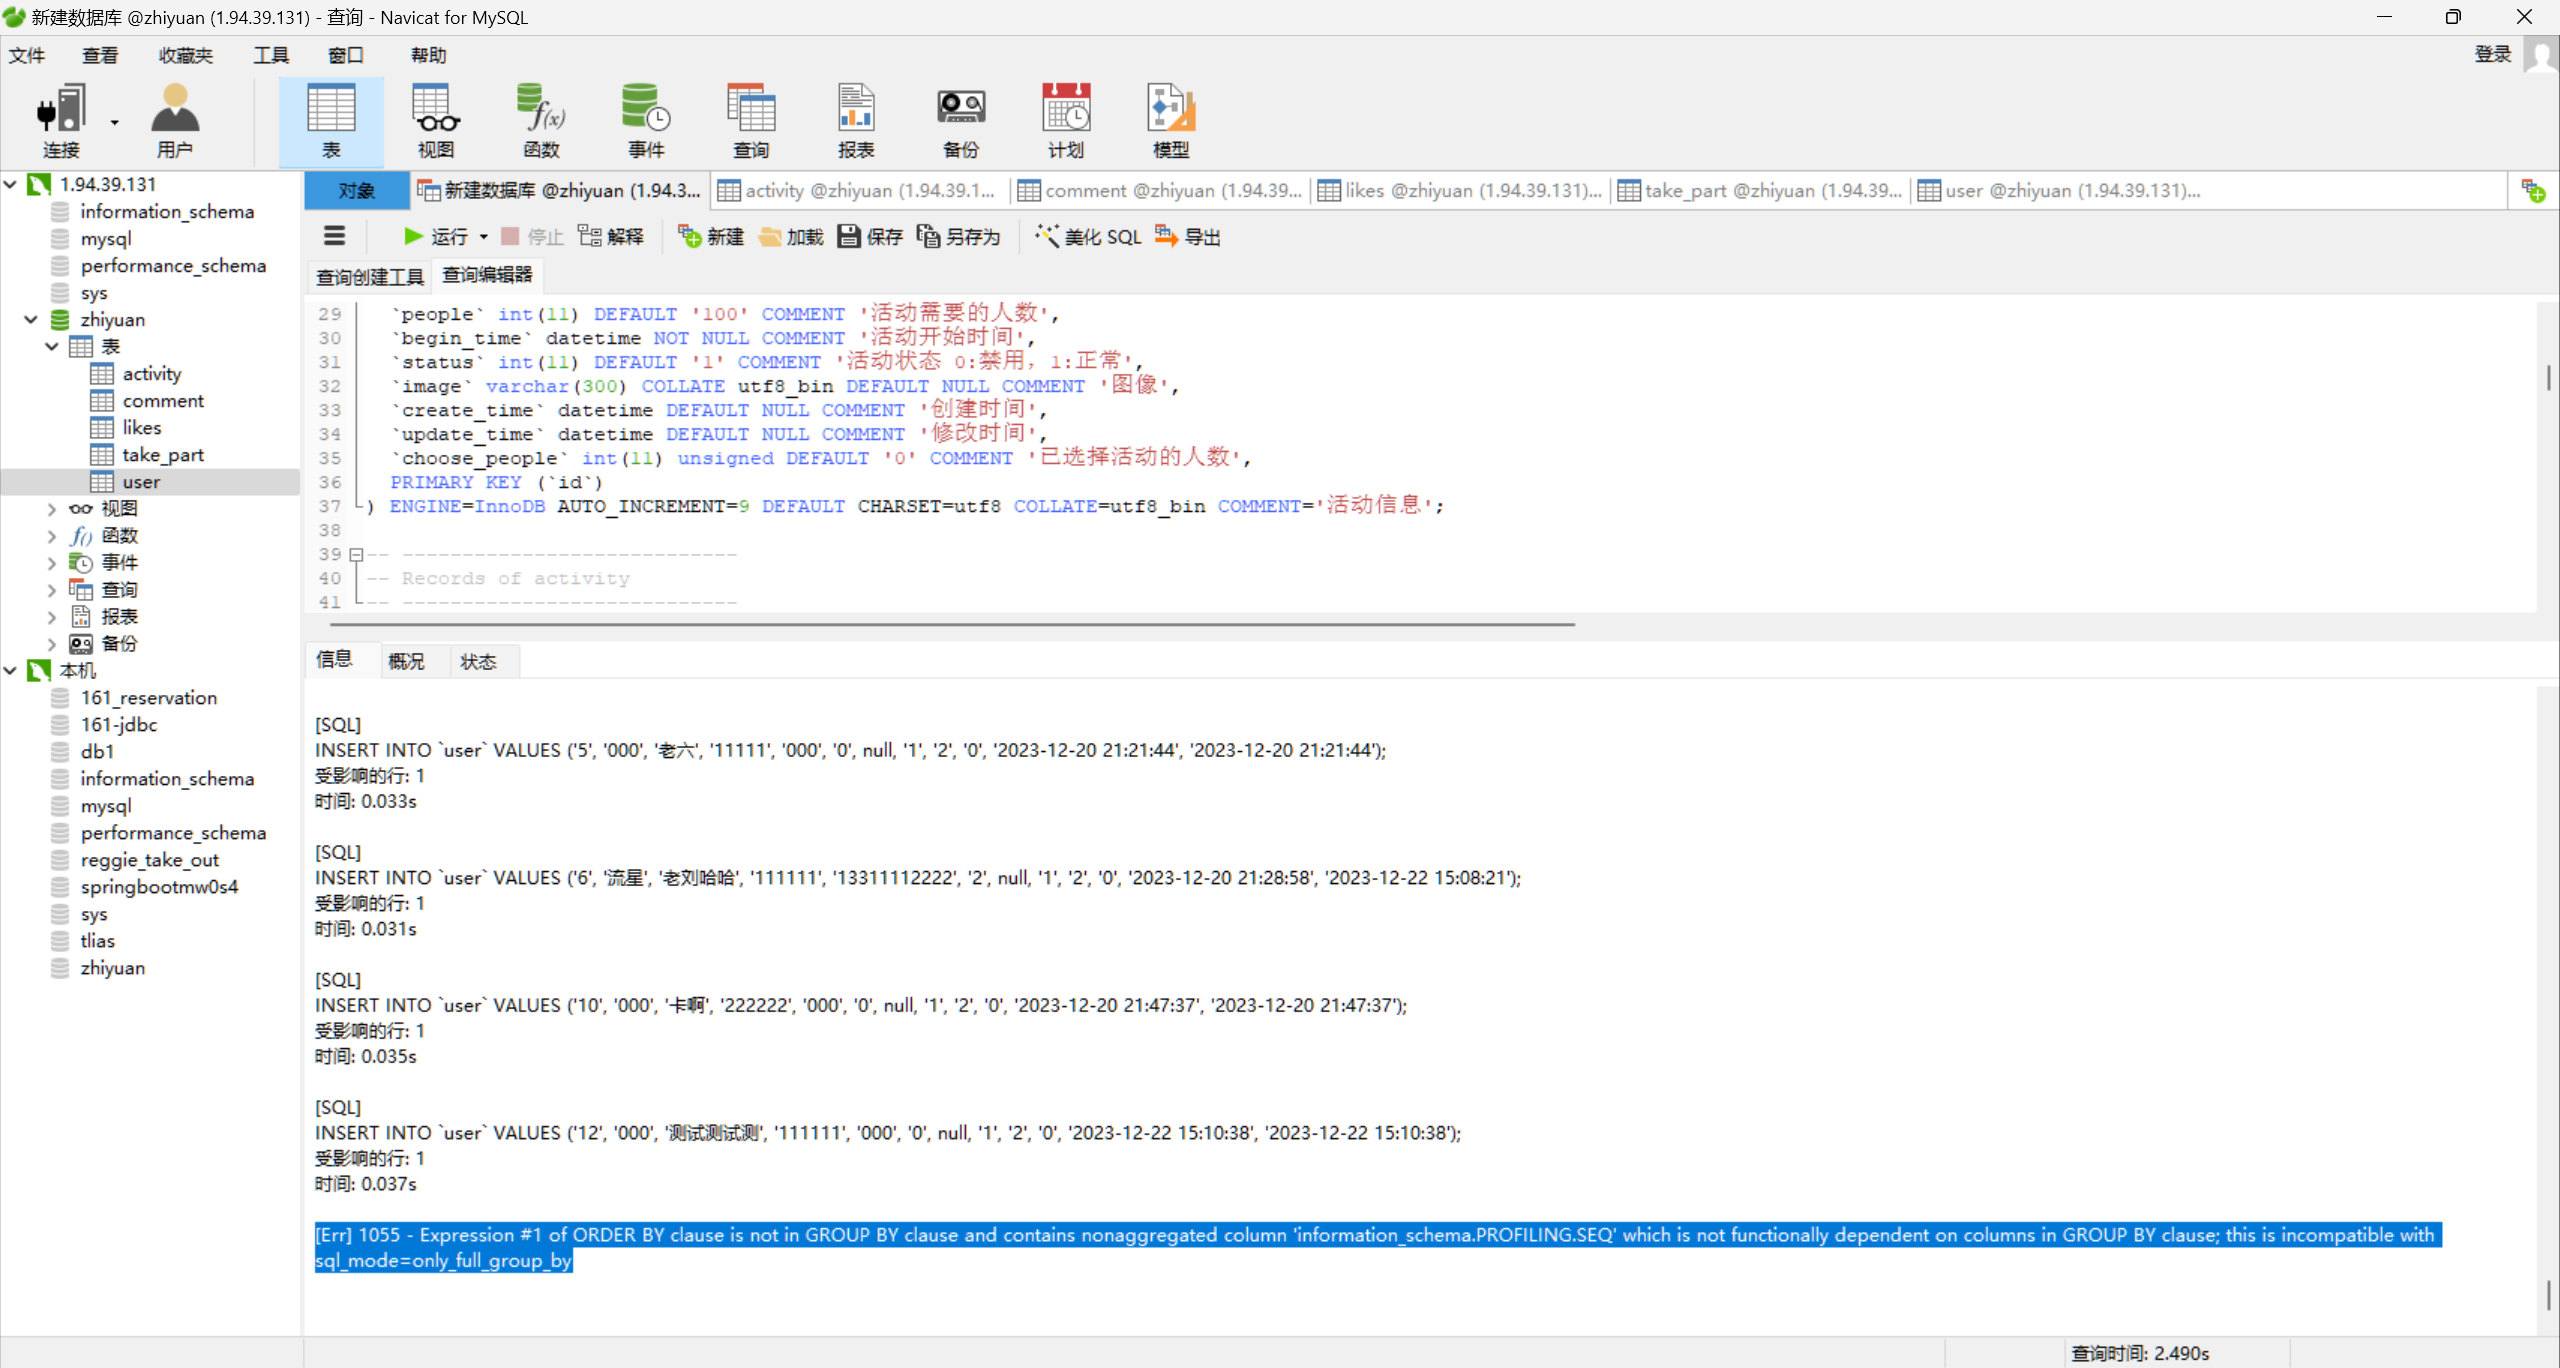 新建数据库 @zhiyuan (1.94.39.131) - 查询 - Navicat for MySQL
文件 查看 收藏夹 工具 窗口 帮助 登录
连接 用户 表 视图 函数 事件 查询 报表 备份 计划 模型
1.94.39.131
information_schema
mysql
performance_schema
sys
zhiyuan
表
activity
comment
likes
take_part
user
视图
函数
事件
查询
报表
备份
本机
161_reservation
161-jdbc
db1
information_schema
mysql
performance_schema
reggie_take_out
springbootmw0s4
sys
tlias
zhiyuan
对象 新建数据库 @zhiyuan (1.94.3... activity @zhiyuan (1.94.39.1... comment @zhiyuan (1.94.39... likes @zhiyuan (1.94.39.131)... take_part @zhiyuan (1.94.39... user @zhiyuan (1.94.39.131)...
运行 停止 解释 新建 加载 保存 另存为 美化 SQL 导出
查询创建工具 查询编辑器
29 `people` int(11) DEFAULT '100' COMMENT '活动需要的人数',
30 `begin_time` datetime NOT NULL COMMENT '活动开始时间',
31 `status` int(11) DEFAULT '1' COMMENT '活动状态 0:禁用，1:正常',
32 `image` varchar(300) COLLATE utf8_bin DEFAULT NULL COMMENT '图像',
33 `create_time` datetime DEFAULT NULL COMMENT '创建时间',
34 `update_time` datetime DEFAULT NULL COMMENT '修改时间',
35 `choose_people` int(11) unsigned DEFAULT '0' COMMENT '已选择活动的人数',
36 PRIMARY KEY (`id`)
37 ) ENGINE=InnoDB AUTO_INCREMENT=9 DEFAULT CHARSET=utf8 COLLATE=utf8_bin COMMENT='活动信息';
38
39 -- ----------------------------
40 -- Records of activity
41 -- ----------------------------
信息 概况 状态
[SQL]
INSERT INTO `user` VALUES ('5', '000', '老六', '11111', '000', '0', null, '1', '2', '0', '2023-12-20 21:21:44', '2023-12-20 21:21:44');
受影响的行: 1
时间: 0.033s
[SQL]
INSERT INTO `user` VALUES ('6', '流星', '老刘哈哈', '111111', '13311112222', '2', null, '1', '2', '0', '2023-12-20 21:28:58', '2023-12-22 15:08:21');
受影响的行: 1
时间: 0.031s
[SQL]
INSERT INTO `user` VALUES ('10', '000', '卡啊', '222222', '000', '0', null, '1', '2', '0', '2023-12-20 21:47:37', '2023-12-20 21:47:37');
受影响的行: 1
时间: 0.035s
[SQL]
INSERT INTO `user` VALUES ('12', '000', '测试测试测', '111111', '000', '0', null, '1', '2', '0', '2023-12-22 15:10:38', '2023-12-22 15:10:38');
受影响的行: 1
时间: 0.037s
[Err] 1055 - Expression #1 of ORDER BY clause is not in GROUP BY clause and contains nonaggregated column 'information_schema.PROFILING.SEQ' which is not functionally dependent on columns in GROUP BY clause; this is incompatible with
sql_mode=only_full_group_by
查询时间: 2.490s